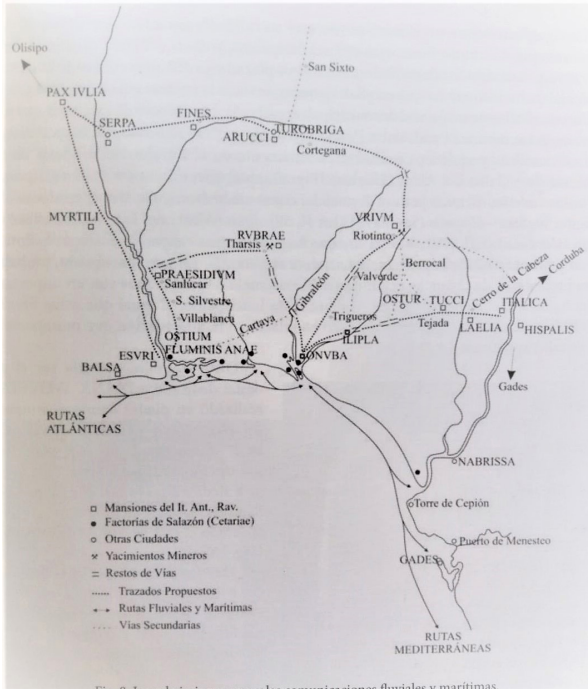 Olisipo
San Sixto
PAX IVLIA
SERPA
FINES
TUROBRIGA
ARUCCI
Cortegana
MYRTILI
VRIVM
Riotinto
RVBRAE
Tharsis
Berrocal
Valverde
Cerro de la Cabeza
Corduba
PRAESIDIVM
Sanlúcar
Gibraleón
S. Silvestre
OSTUR
TUCCI
ITALICA
Villablanca
Cartaya
Trigueros
Tejada
LAELIA
HISPALIS
OSTIUM
FLUMINIS ANAE
ILIPLA
ESVRI
ONVBA
BALSA
Gades
RUTAS
ATLÁNTICAS
NABRISSA
Torre de Cepión
Puerto de Menesteo
GADES
RUTAS
MEDITERRÁNEAS
Mansiones del It. Ant., Rav.
Factorías de Salazón (Cetariae)
Otras Ciudades
Yacimientos Mineros
Restos de Vías
Trazados Propuestos
Rutas Fluviales y Marítimas
Vías Secundarias
comunicaciones fluviales y marítimas